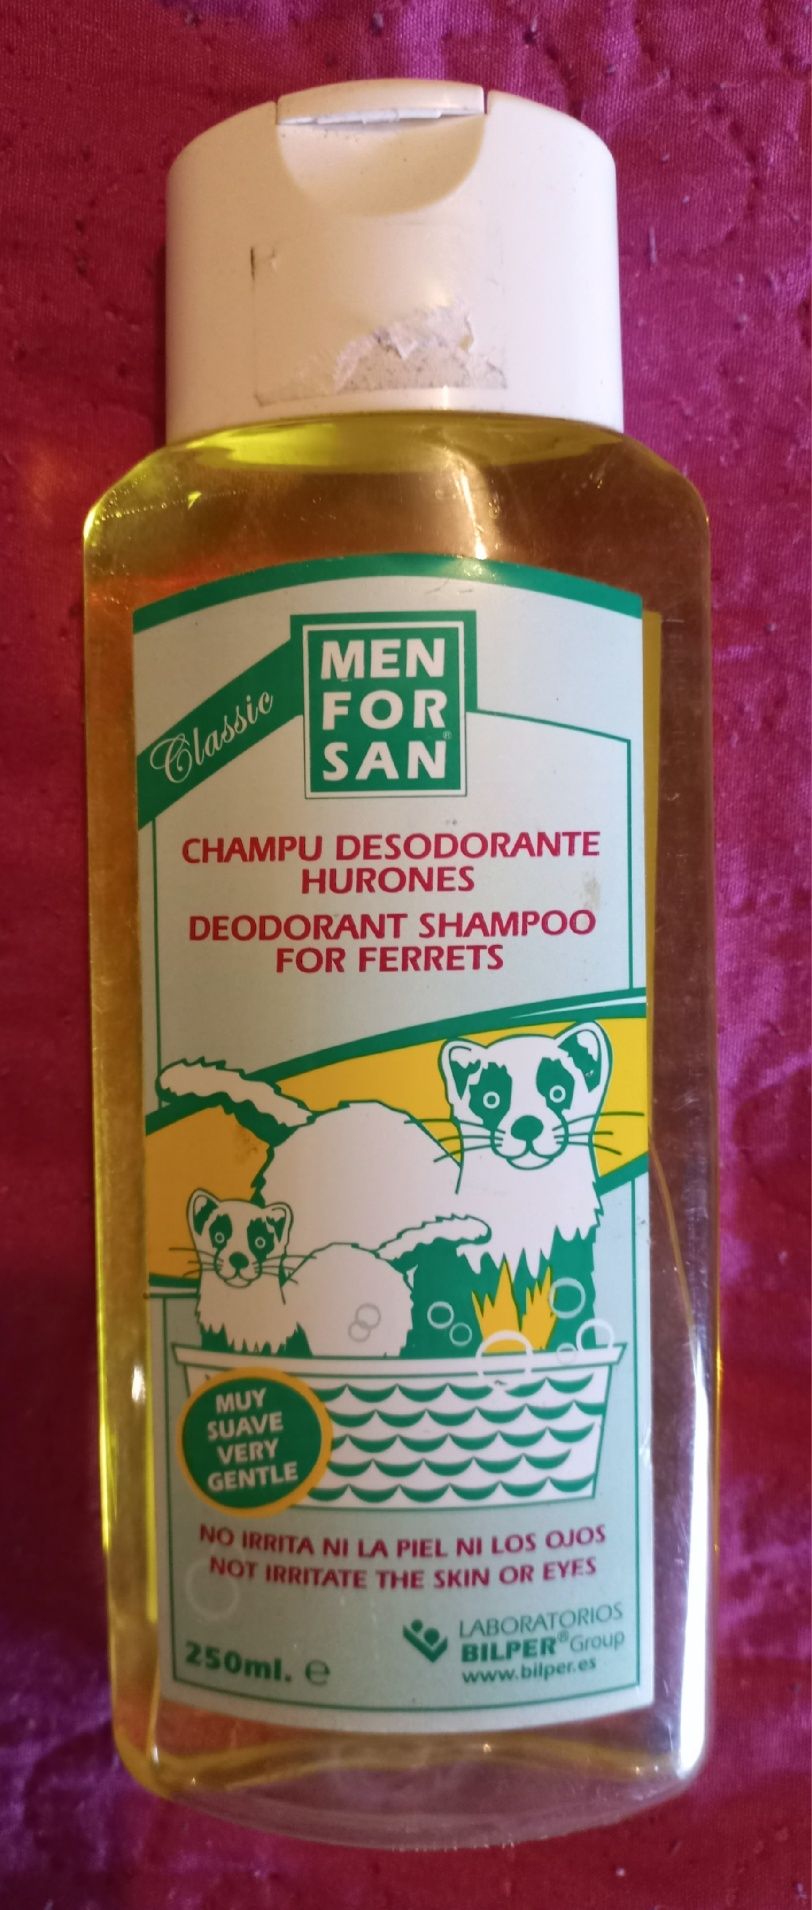 Classic
MEN
FOR
SAN®
CHAMPU DESODORANTE
HURONES
DEODORANT SHAMPOO
FOR FERRETS
MUY
SUAVE
VERY
GENTLE
NO IRRITA NI LA PIEL NI LOS OJOS
NOT IRRITATE THE SKIN OR EYES
250ml. ℮
LABORATORIOS
BILPER® Group
www.bilper.es